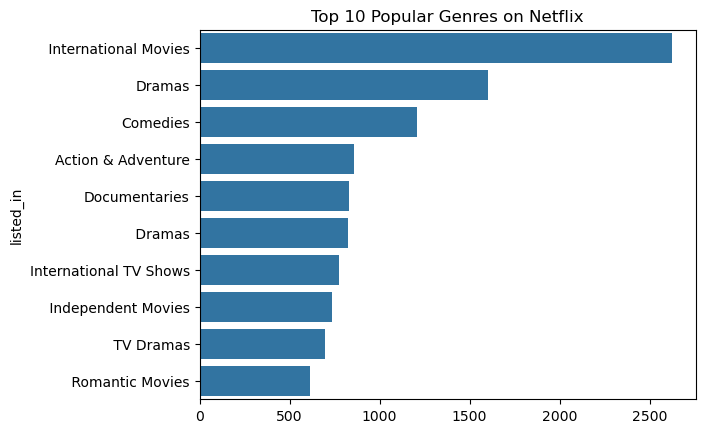 Top 10 Popular Genres on Netflix
listed_in
International Movies
Dramas
Comedies
Action & Adventure
Documentaries
Dramas
International TV Shows
Independent Movies
TV Dramas
Romantic Movies
0 500 1000 1500 2000 2500